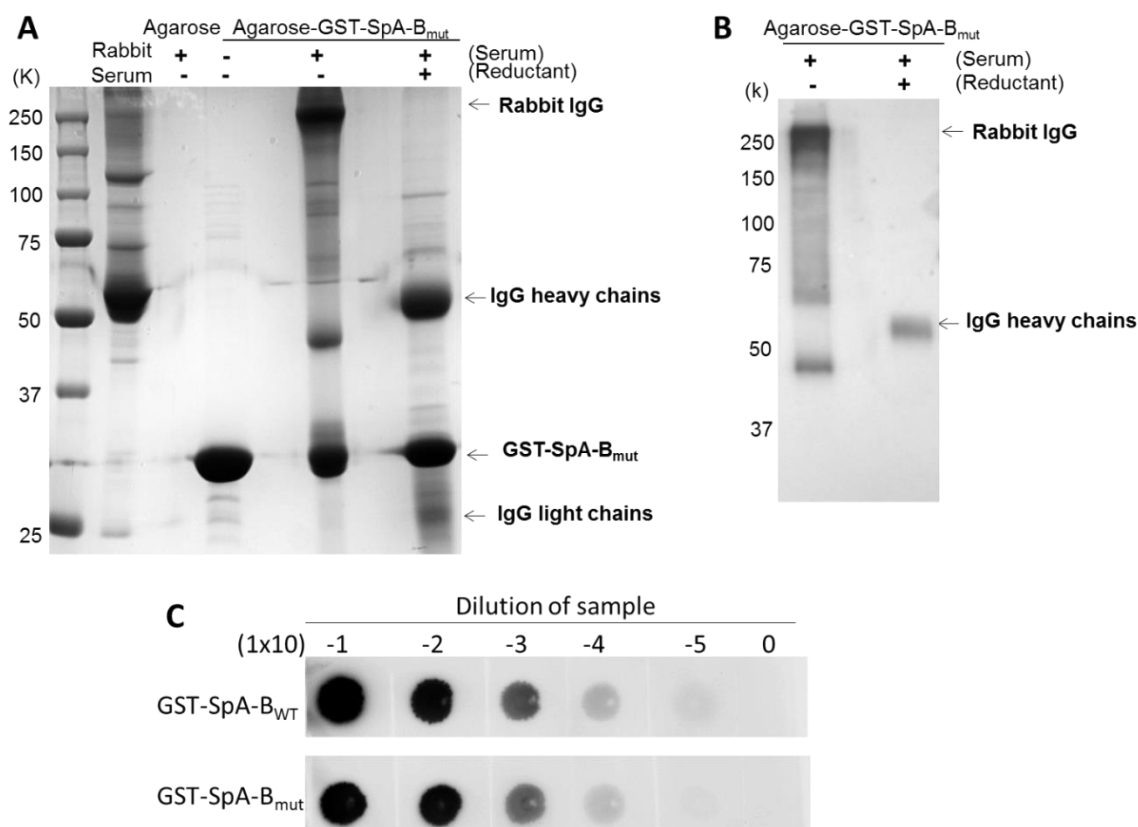 A
Agarose Agarose-GST-SpA-Bmut
Rabbit + - + + (Serum)
(K) Serum - - - + (Reductant)
250
150
100
75
50
37
25
← Rabbit IgG
← IgG heavy chains
← GST-SpA-Bmut
← IgG light chains
B
Agarose-GST-SpA-Bmut
+ + (Serum)
(k) - + (Reductant)
250
150
100
75
50
37
← Rabbit IgG
← IgG heavy chains
C
Dilution of sample
(1x10) -1 -2 -3 -4 -5 0
GST-SpA-BWT
GST-SpA-Bmut